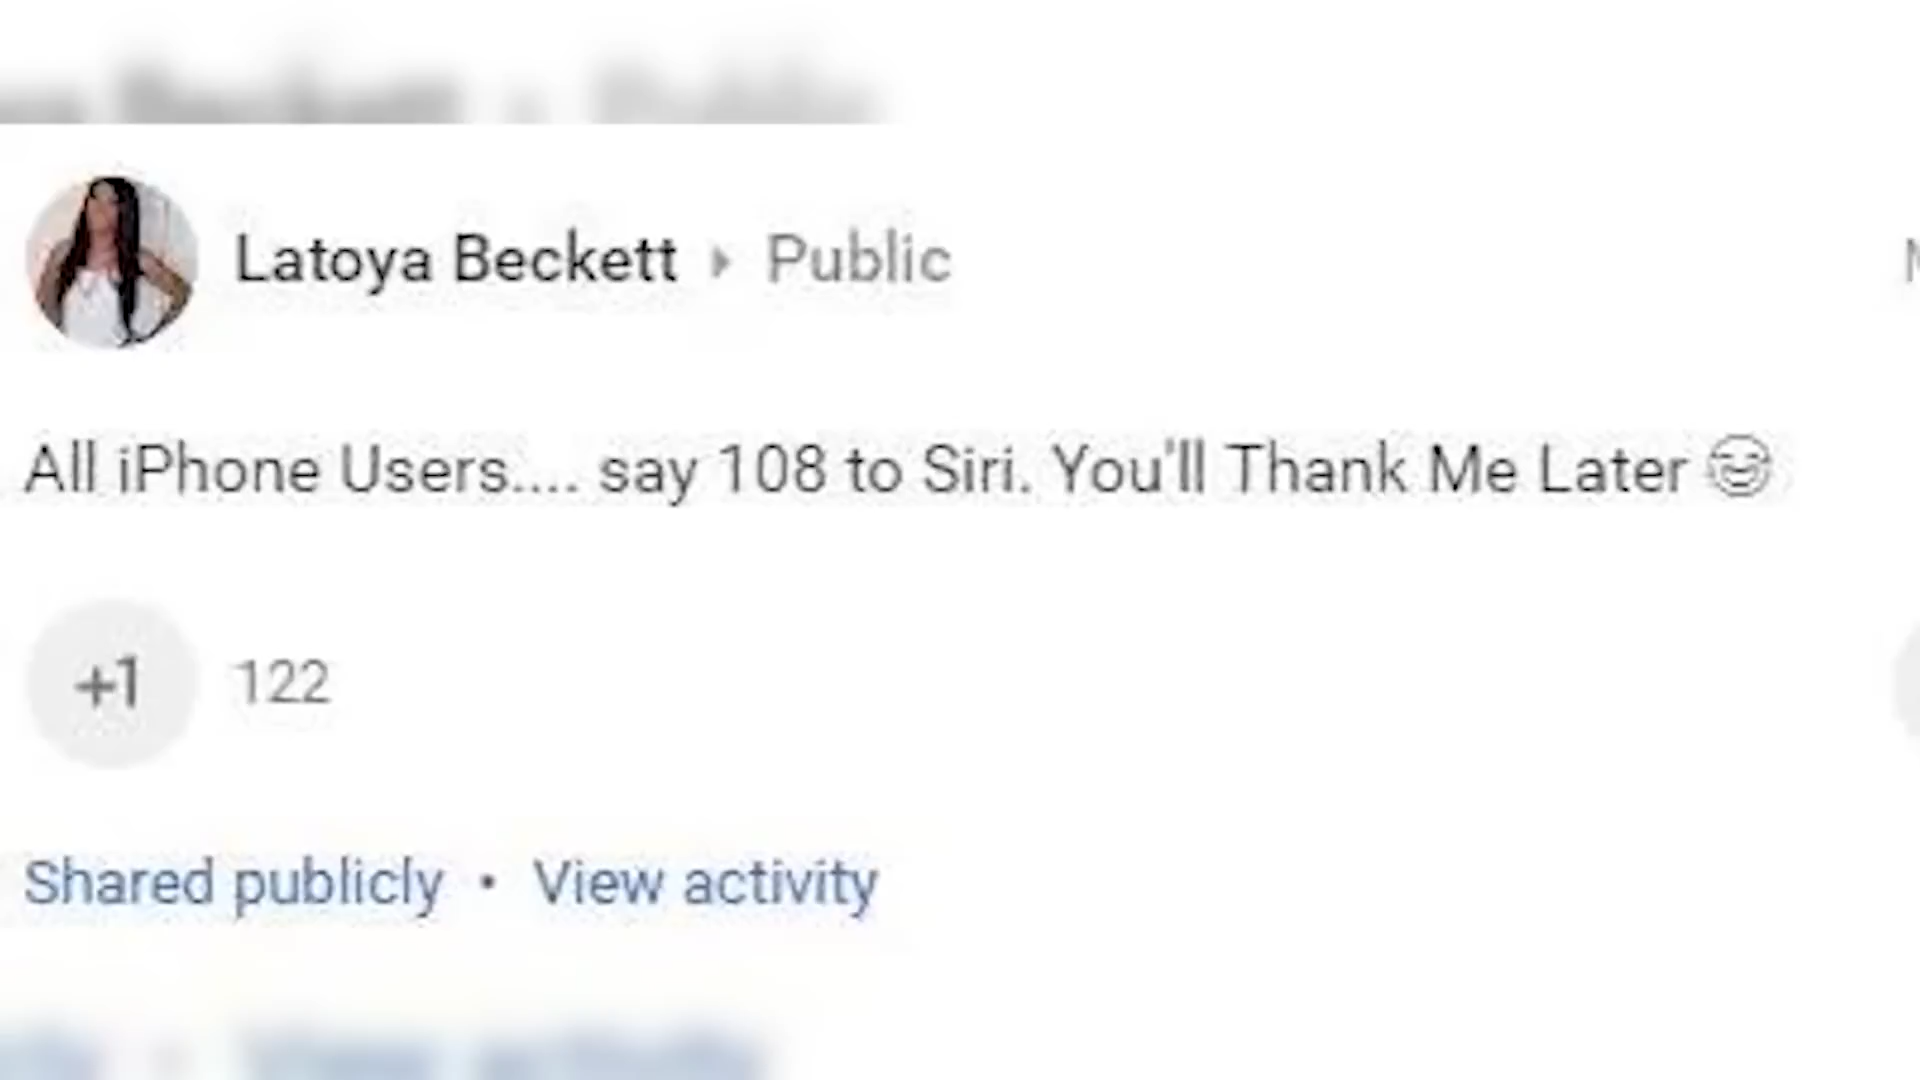 Latoya Beckett ▸ Public
All iPhone Users.... say 108 to Siri. You'll Thank Me Later 😂
+1 122
Shared publicly • View activity